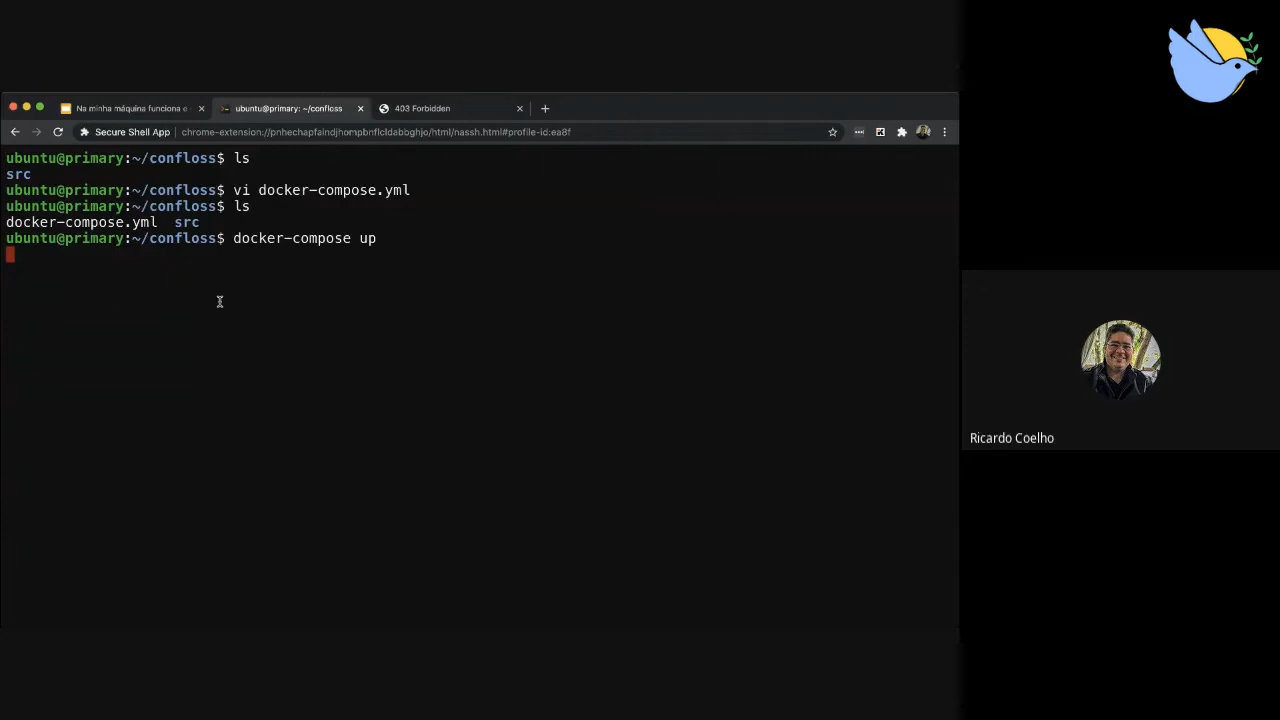 Na minha máquina funciona e
ubuntu@primary: ~/confloss
403 Forbidden
Secure Shell App
chrome-extension://pnhechapfaindjhompbnflcldabbghjo/html/nassh.html#profile-id:ea8f
ubuntu@primary:~/confloss$ ls
src
ubuntu@primary:~/confloss$ vi docker-compose.yml
ubuntu@primary:~/confloss$ ls
docker-compose.yml  src
ubuntu@primary:~/confloss$ docker-compose up
Ricardo Coelho